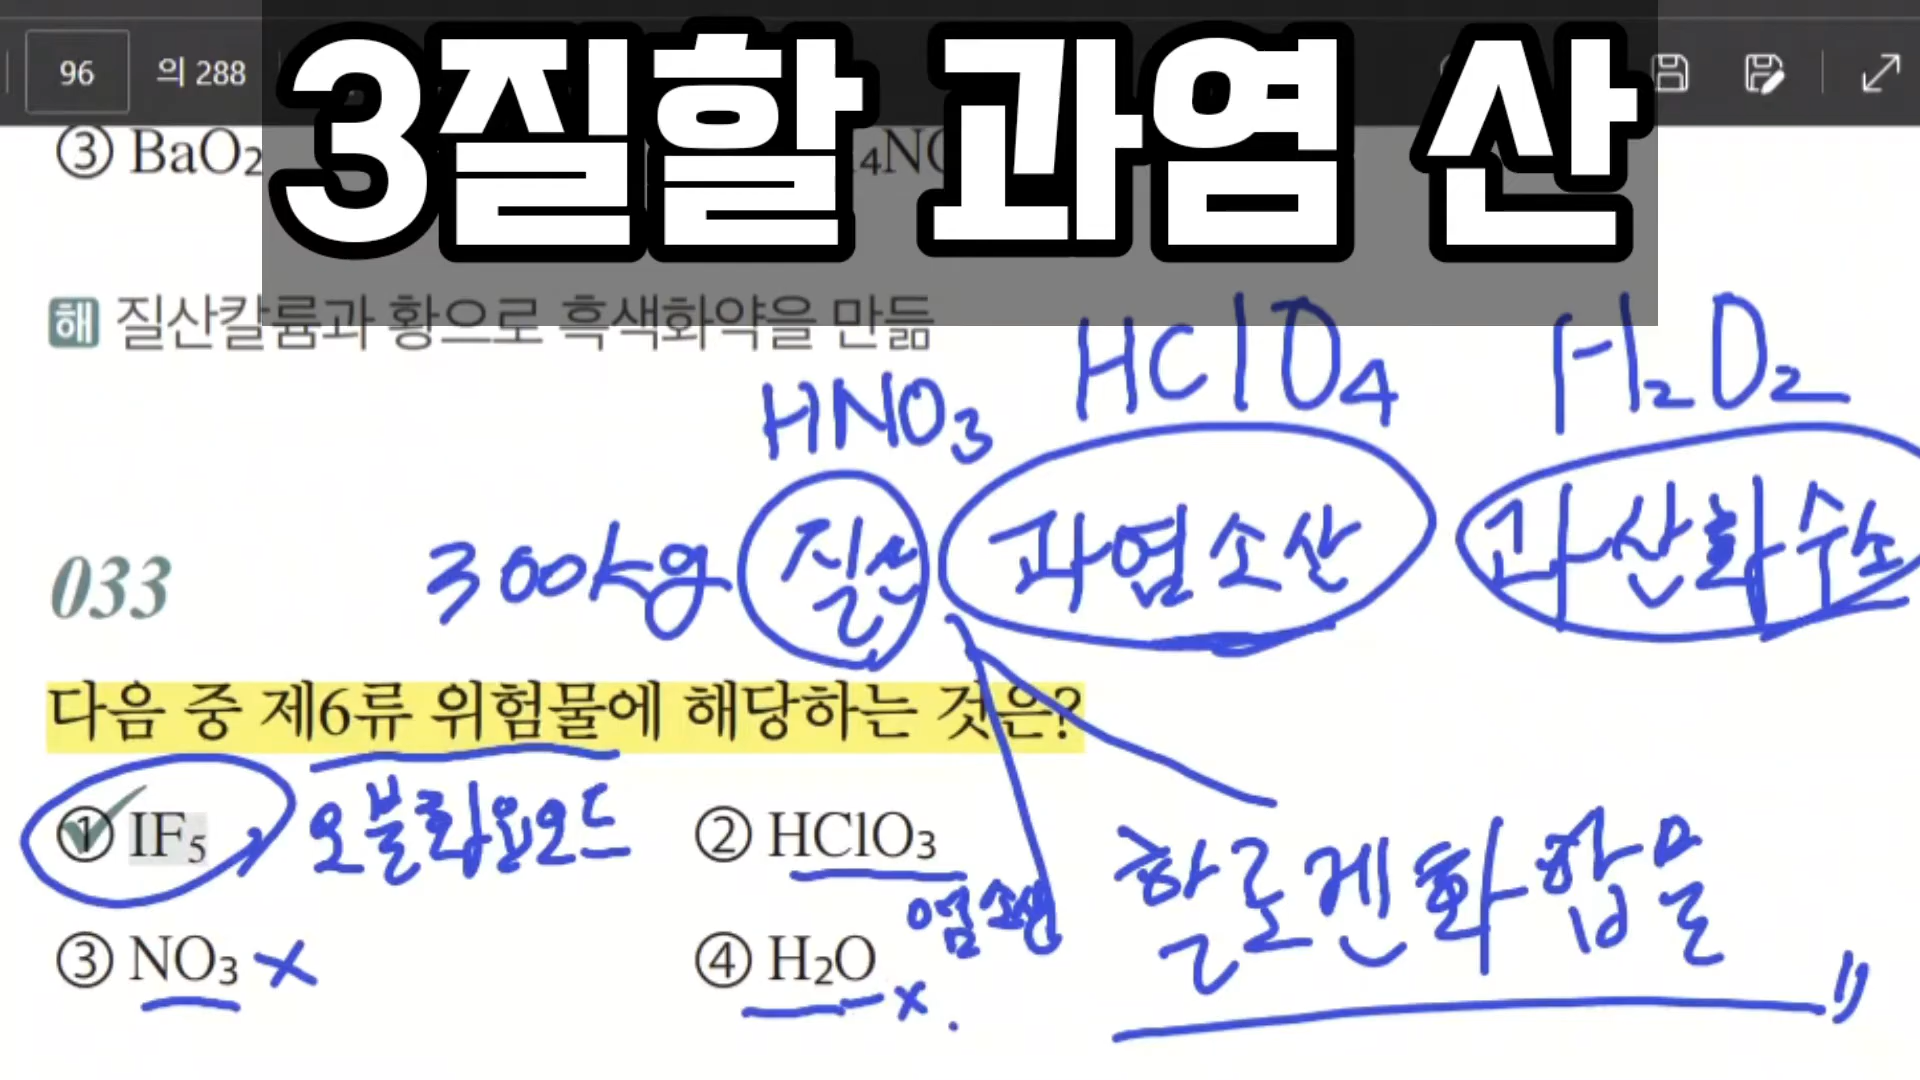 3질할 과염 산
96 의 288
③ BaO₂ ₄NO
해 질산칼륨과 황으로 흑색화약을 만듦
HNO₃ HClO₄ H₂O₂
033 300kg 질산 과염소산 과산화수소
다음 중 제6류 위험물에 해당하는 것은?
① IF₅, 오불화요오드 ② HClO₃
염소산 할로겐화합물
③ NO₃ × ④ H₂O ×